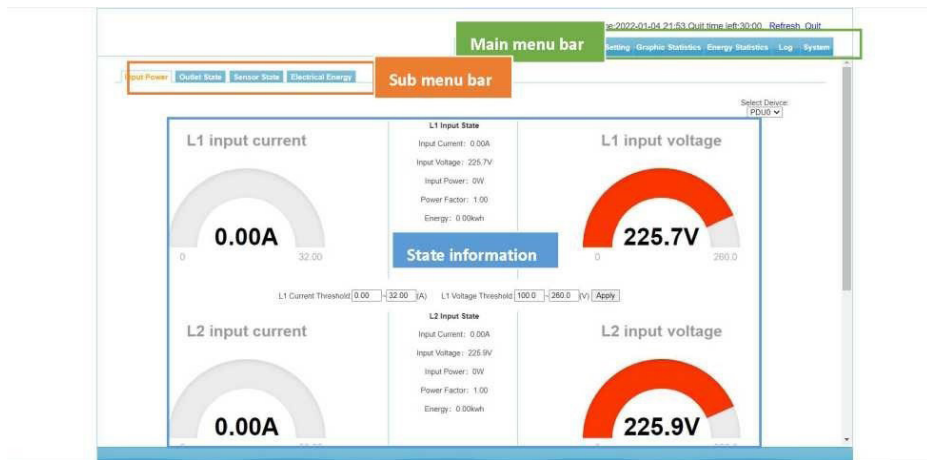 me:2022-01-04 21:53,Quit time left:30:00 Refresh Quit
Main menu bar
Setting Graphic Statistics Energy Statistics Log System
Input Power Outlet State Sensor State Electrical Energy
Sub menu bar
Select Deivce:
PDU0
L1 input current
L1 Input State
L1 input voltage
Input Current: 0.00A
Input Voltage: 225.7V
Input Power: 0W
Power Factor: 1.00
Energy: 0.00kwh
0.00A
225.7V
0 32.00
State information
0 260.0
L1 Current Threshold 0.00 ~ 32.00 (A) L1 Voltage Threshold 100.0 ~ 260.0 (V) Apply
L2 input current
L2 Input State
L2 input voltage
Input Current: 0.00A
Input Voltage: 225.9V
Input Power: 0W
Power Factor: 1.00
Energy: 0.00kwh
0.00A
225.9V